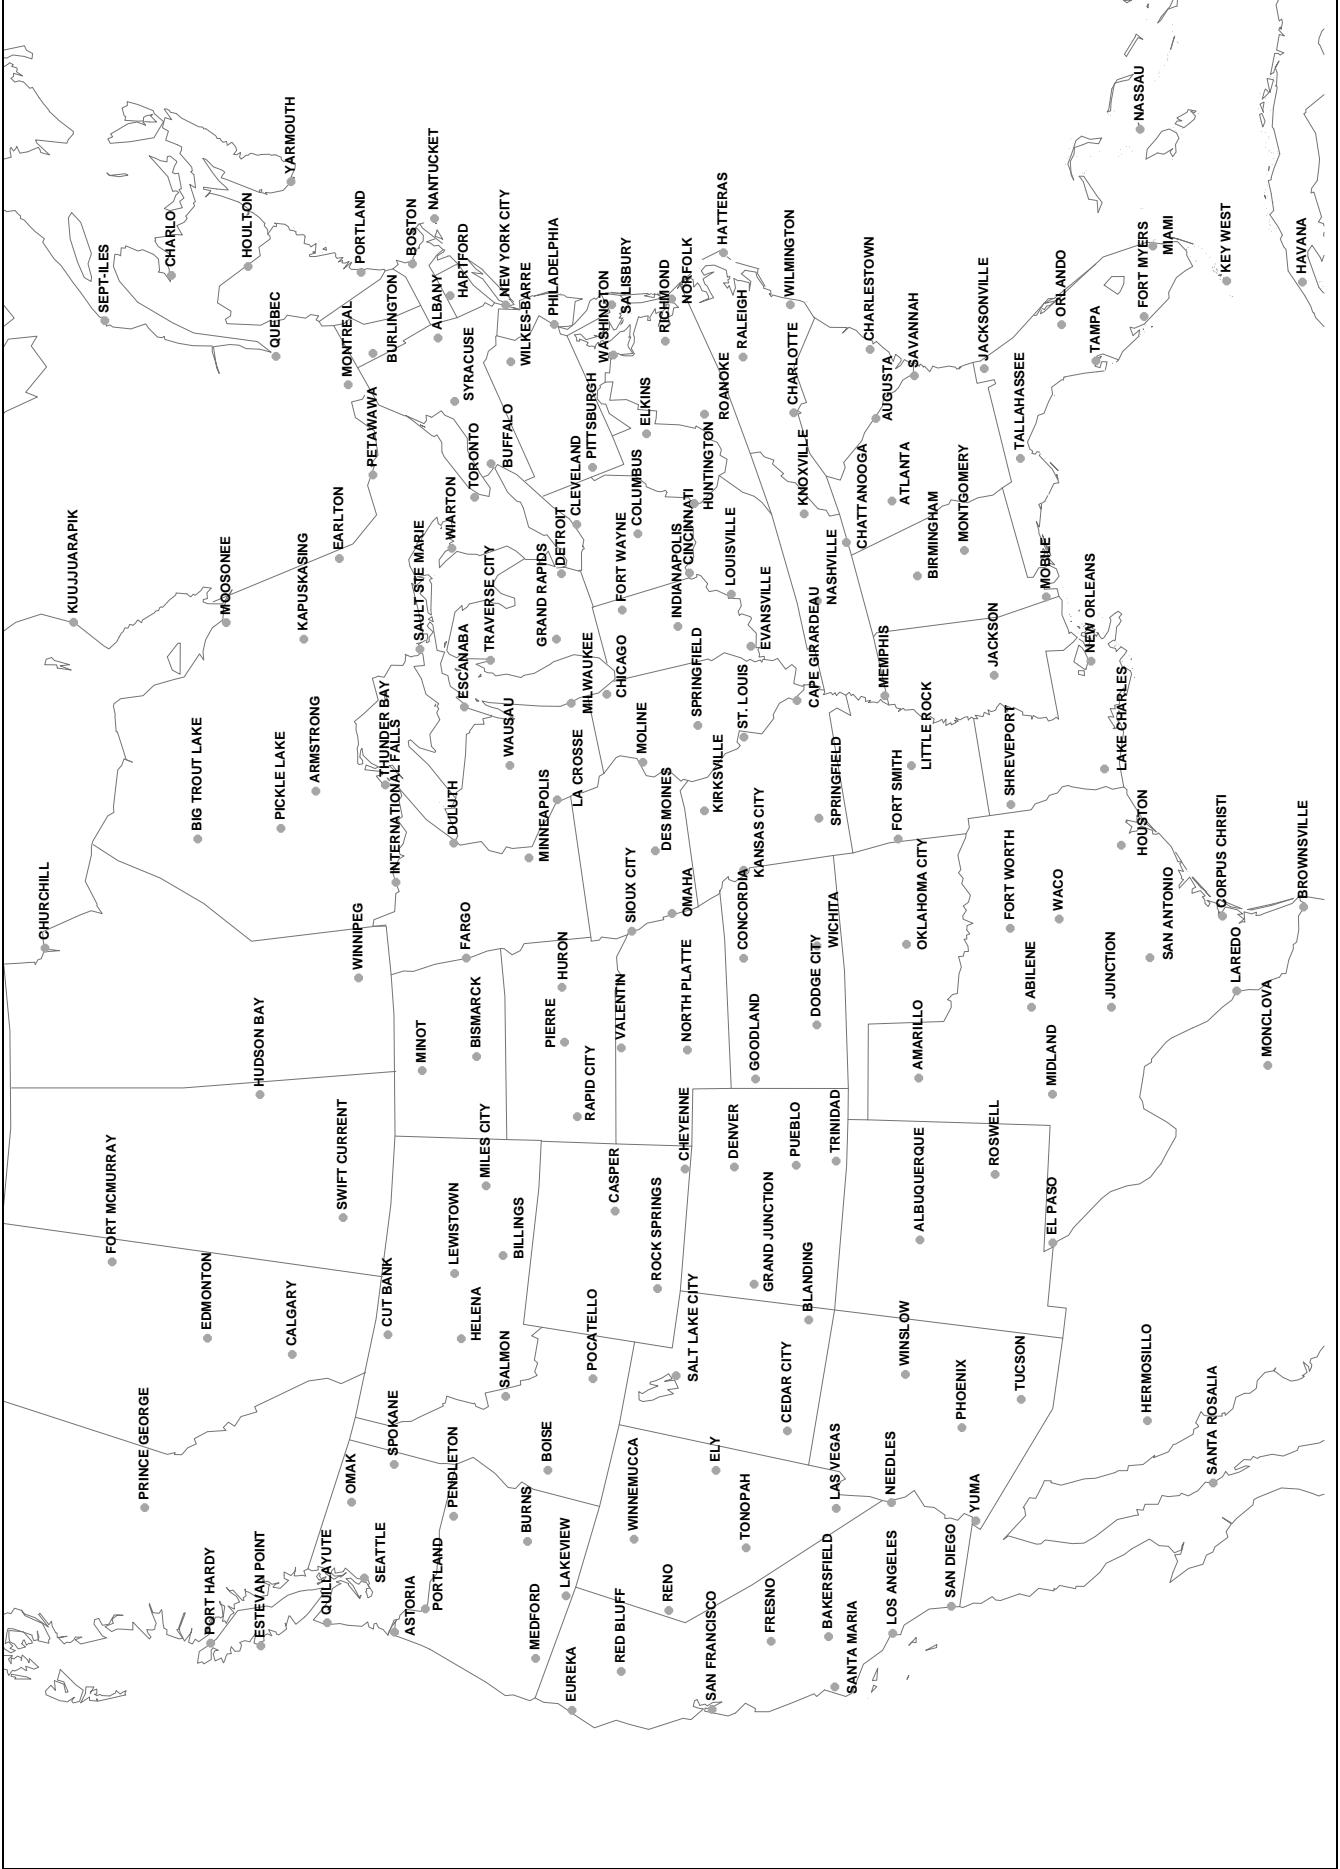 CHURCHILL
KUUJJUARAPIK
SEPT-ILES
FORT MCMURRAY
PRINCE GEORGE
CHARLO
BIG TROUT LAKE
EDMONTON
PORT HARDY
MOOSONEE
HOULTON
HUDSON BAY
ESTEVAN POINT
PICKLE LAKE
QUEBEC
CALGARY
YARMOUTH
KAPUSKASING
ARMSTRONG
QUILLAYUTE
EARLTON
SWIFT CURRENT
MONTREAL
OMAK
WINNIPEG
PORTLAND
SEATTLE
PETAWAWA
BURLINGTON
THUNDER BAY
CUT BANK
SPOKANE
INTERNATIONAL FALLS
ASTORIA
BOSTON
SAULT STE MARIE
MINOT
PORTLAND
NANTUCKET
ALBANY
WIARTON
DULUTH
LEWISTOWN
PENDLETON
HARTFORD
SYRACUSE
ESCANABA
FARGO
HELENA
TORONTO
BISMARCK
MILES CITY
TRAVERSE CITY
BUFFALO
NEW YORK CITY
WAUSAU
BILLINGS
SALMON
WILKES-BARRE
MINNEAPOLIS
BURNS
MEDFORD
BOISE
GRAND RAPIDS
PHILADELPHIA
DETROIT
LA CROSSE
HURON
PIERRE
LAKEVIEW
EUREKA
CLEVELAND
MILWAUKEE
RAPID CITY
PITTSBURGH
POCATELLO
WASHINGTON
SALISBURY
CHICAGO
FORT WAYNE
CASPER
VALENTIN
RED BLUFF
SIOUX CITY
WINNEMUCCA
COLUMBUS
ELKINS
MOLINE
DES MOINES
ROCK SPRINGS
RICHMOND
NORFOLK
RENO
OMAHA
INDIANAPOLIS
CINCINNATI
CHEYENNE
NORTH PLATTE
SALT LAKE CITY
SPRINGFIELD
HUNTINGTON
ROANOKE
KIRKSVILLE
HATTERAS
SAN FRANCISCO
ELY
LOUISVILLE
DENVER
RALEIGH
ST. LOUIS
CONCORDIA
KANSAS CITY
TONOPAH
EVANSVILLE
GOODLAND
GRAND JUNCTION
FRESNO
WILMINGTON
CHARLOTTE
CEDAR CITY
PUEBLO
KNOXVILLE
CAPE GIRARDEAU
BLANDING
DODGE CITY
WICHITA
NASHVILLE
SPRINGFIELD
BAKERSFIELD
TRINIDAD
LAS VEGAS
SANTA MARIA
CHATTANOOGA
CHARLESTOWN
AUGUSTA
MEMPHIS
ATLANTA
NEEDLES
LOS ANGELES
FORT SMITH
WINSLOW
SAVANNAH
LITTLE ROCK
OKLAHOMA CITY
AMARILLO
ALBUQUERQUE
BIRMINGHAM
SAN DIEGO
PHOENIX
MONTGOMERY
YUMA
JACKSONVILLE
JACKSON
ROSWELL
SHREVEPORT
FORT WORTH
TALLAHASSEE
TUCSON
ABILENE
MOBILE
MIDLAND
EL PASO
WACO
ORLANDO
NEW ORLEANS
TAMPA
LAKE CHARLES
JUNCTION
HOUSTON
NASSAU
FORT MYERS
MIAMI
HERMOSILLO
SAN ANTONIO
SANTA ROSALIA
CORPUS CHRISTI
KEY WEST
LAREDO
MONCLOVA
HAVANA
BROWNSVILLE